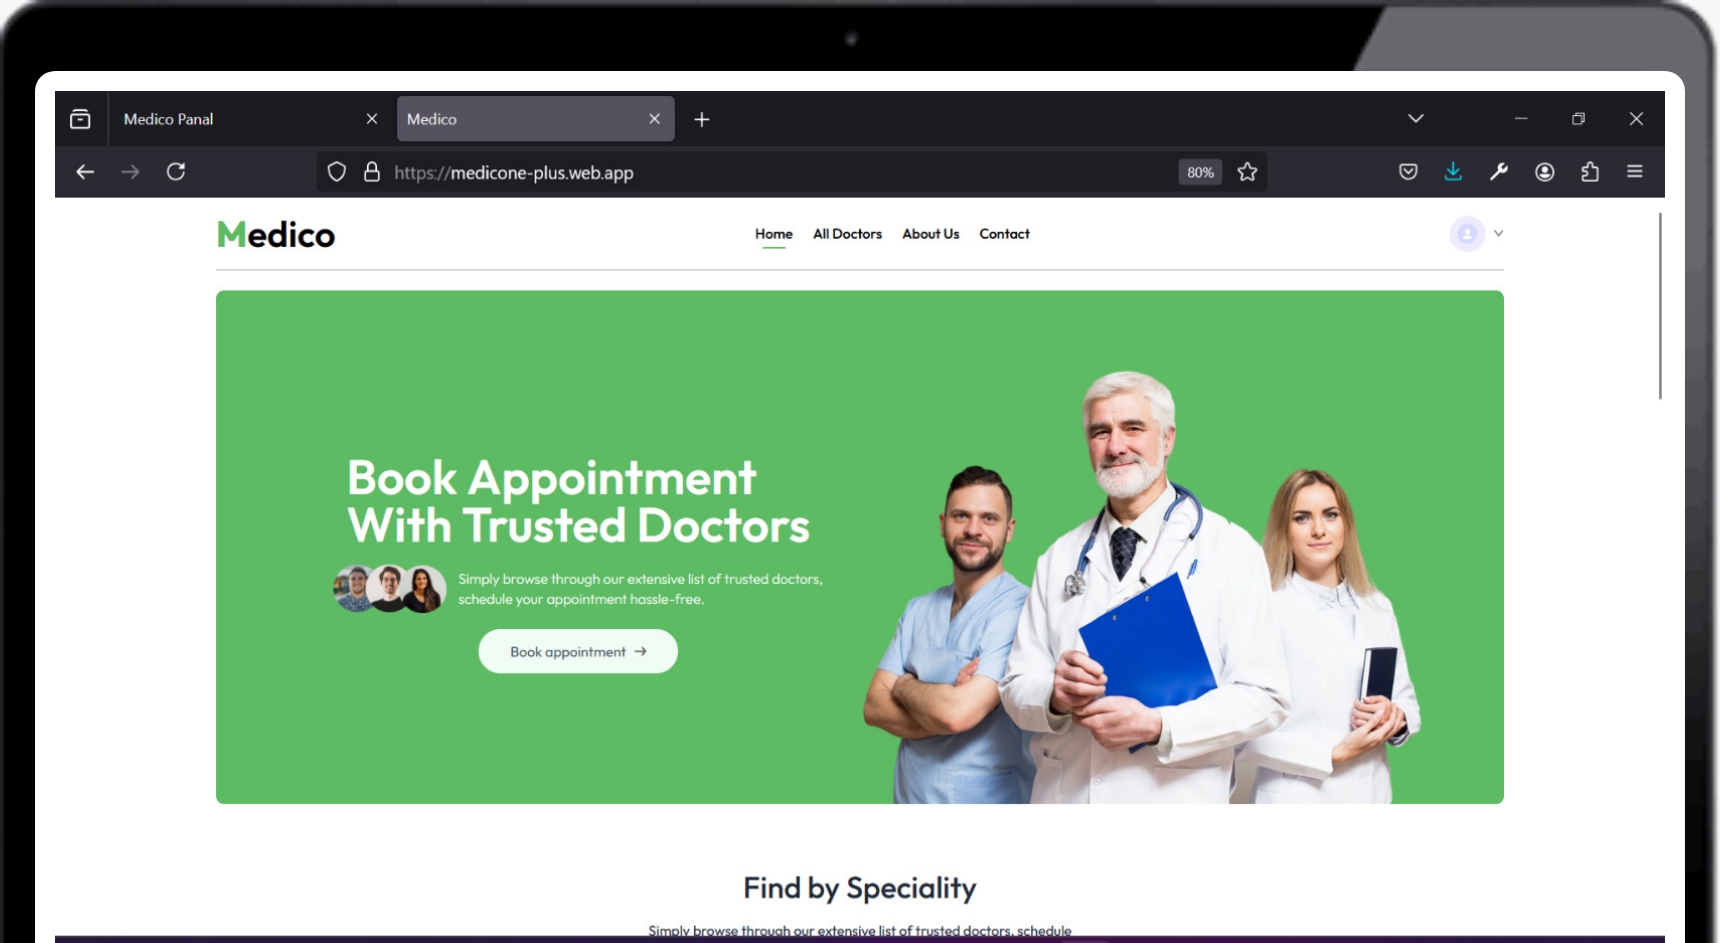 Medico Panal
Medico
https://medicone-plus.web.app
80%
Medico
Home
All Doctors
About Us
Contact
Book Appointment
With Trusted Doctors
Simply browse through our extensive list of trusted doctors,
schedule your appointment hassle-free.
Book appointment →
Find by Speciality
Simply browse through our extensive list of trusted doctors, schedule